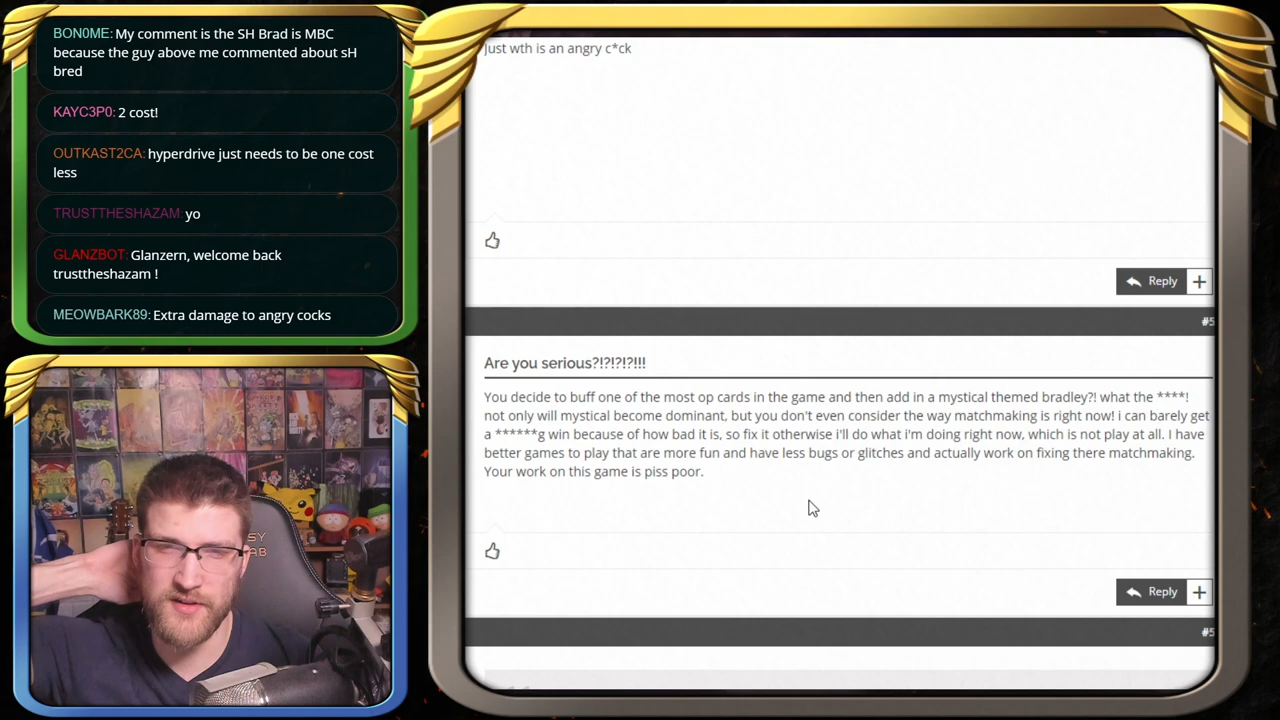 BON0ME: My comment is the SH Brad is MBC
because the guy above me commented about sH
bred
KAYC3P0: 2 cost!
OUTKAST2CA: hyperdrive just needs to be one cost
less
TRUSTTHESHAZAM: yo
GLANZBOT: Glanzern, welcome back
trusttheshazam !
MEOWBARK89: Extra damage to angry cocks
SY
AB
Just wth is an angry c*ck
Reply
#5
Are you serious?!?!?!?!!!
You decide to buff one of the most op cards in the game and then add in a mystical themed bradley?! what the ****!
not only will mystical become dominant, but you don't even consider the way matchmaking is right now! i can barely get
a ******g win because of how bad it is, so fix it otherwise i'll do what i'm doing right now, which is not play at all. I have
better games to play that are more fun and have less bugs or glitches and actually work on fixing there matchmaking.
Your work on this game is piss poor.
Reply
#5